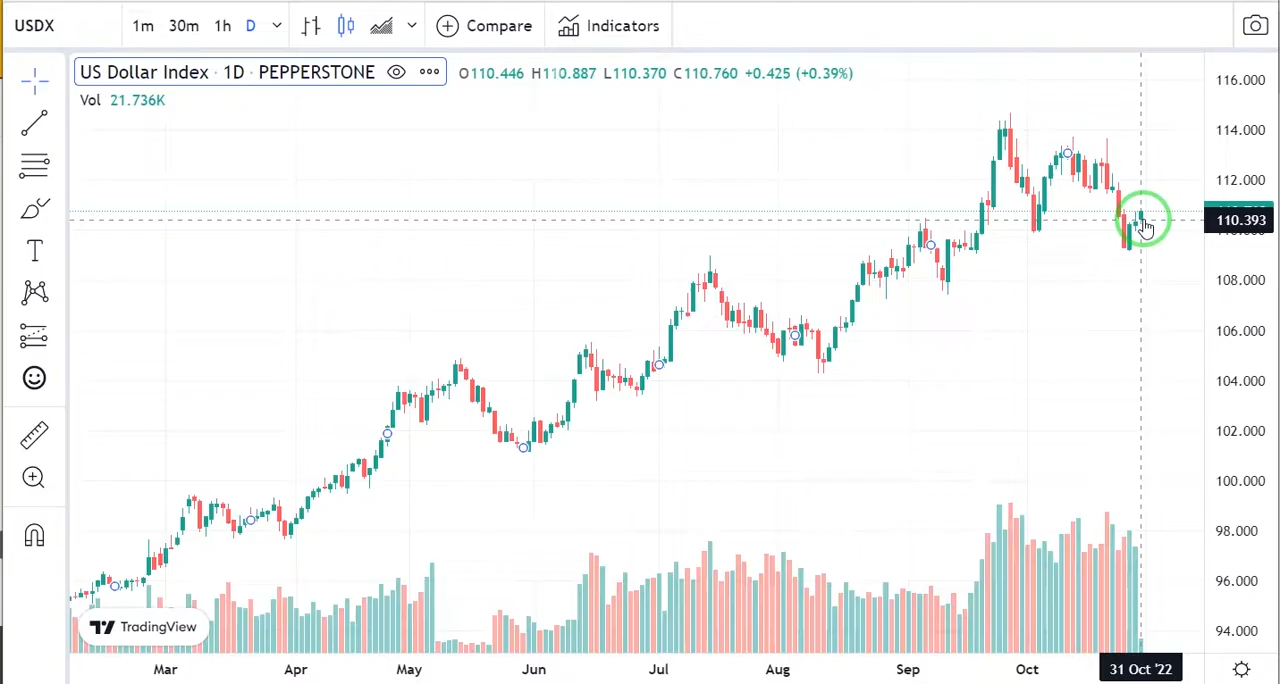 USDX 1m 30m 1h D Compare Indicators
US Dollar Index · 1D · PEPPERSTONE O110.446 H110.887 L110.370 C110.760 +0.425 (+0.39%)
Vol 21.736K
116.000
114.000
112.000
110.393
108.000
106.000
104.000
102.000
100.000
98.000
96.000
94.000
TradingView
Mar Apr May Jun Jul Aug Sep Oct 31 Oct '22